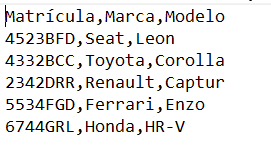 Matrícula,Marca,Modelo
4523BFD,Seat,Leon
4332BCC,Toyota,Corolla
2342DRR,Renault,Captur
5534FGD,Ferrari,Enzo
6744GRL,Honda,HR-V